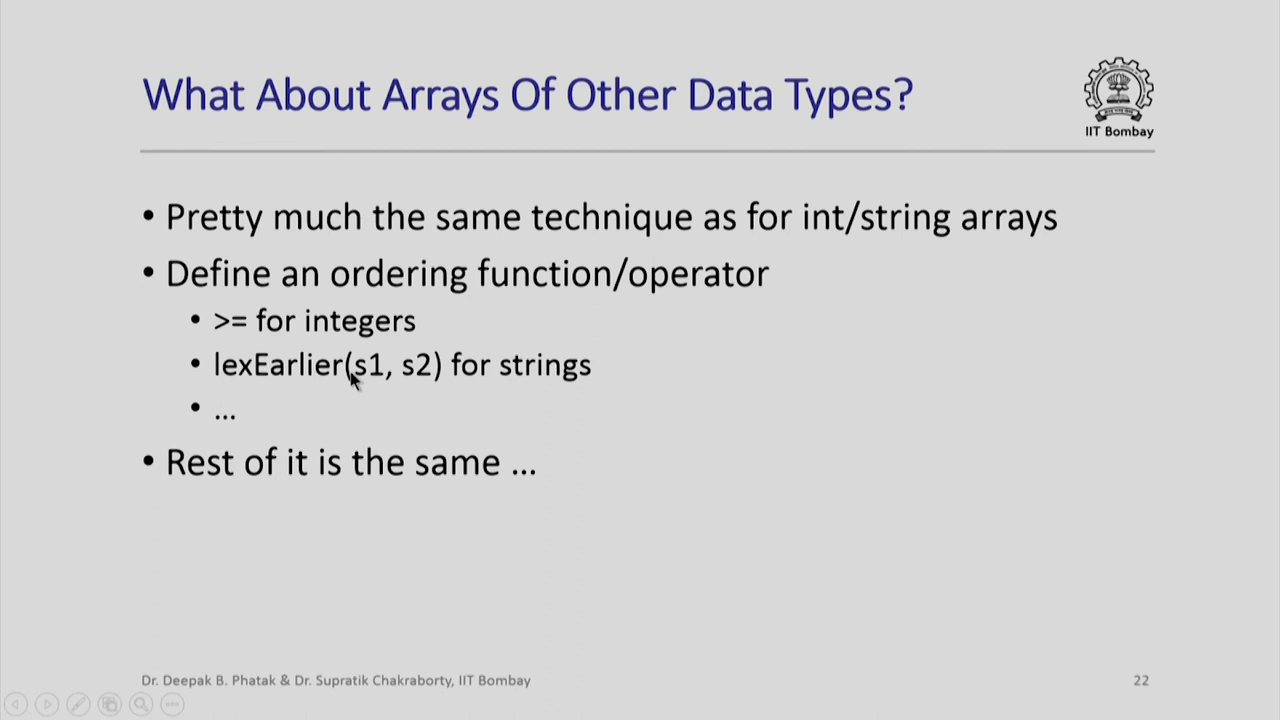 What About Arrays Of Other Data Types?
IIT Bombay
• Pretty much the same technique as for int/string arrays
• Define an ordering function/operator
• >= for integers
• lexEarlier(s1, s2) for strings
• ...
• Rest of it is the same ...
Dr. Deepak B. Phatak & Dr. Supratik Chakraborty, IIT Bombay
22